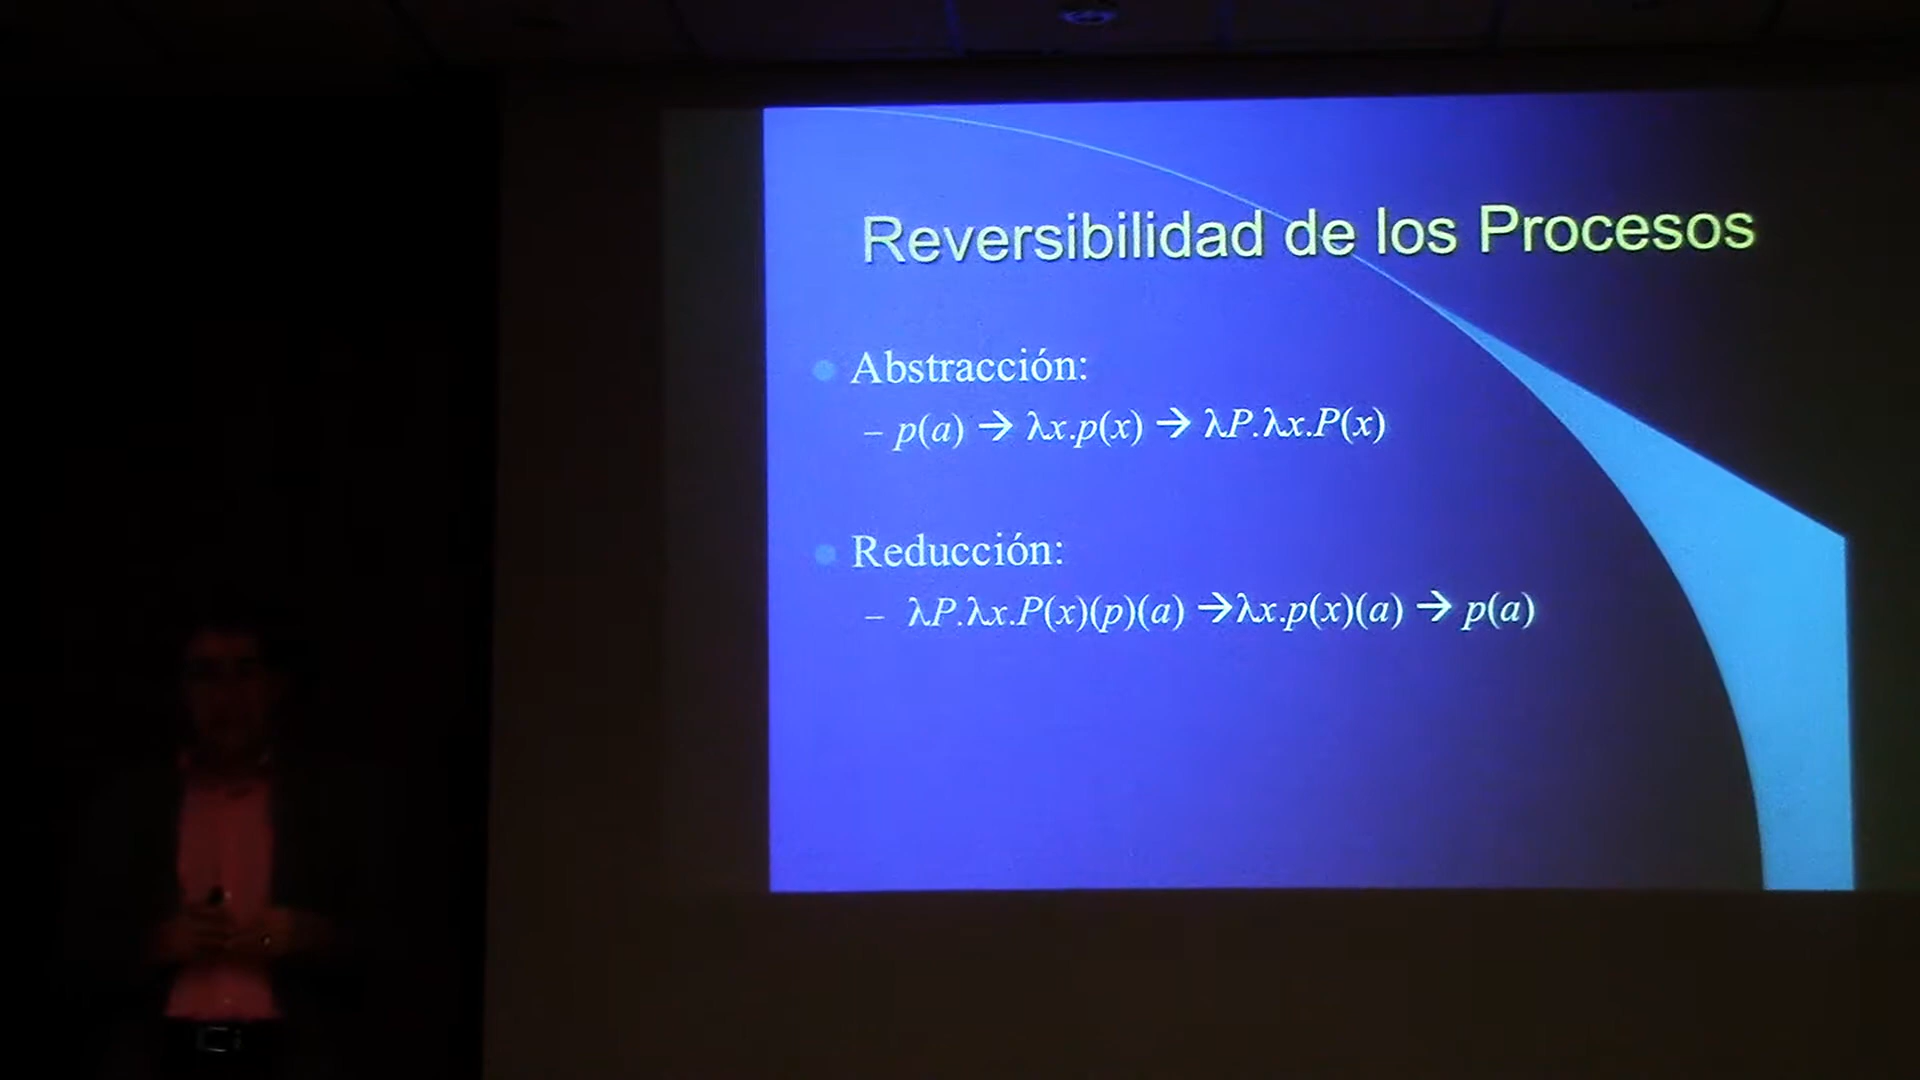 Reversibilidad de los Procesos
Abstracción:
– p(a) → λx.p(x) → λP.λx.P(x)
Reducción:
– λP.λx.P(x)(p)(a) →λx.p(x)(a) → p(a)